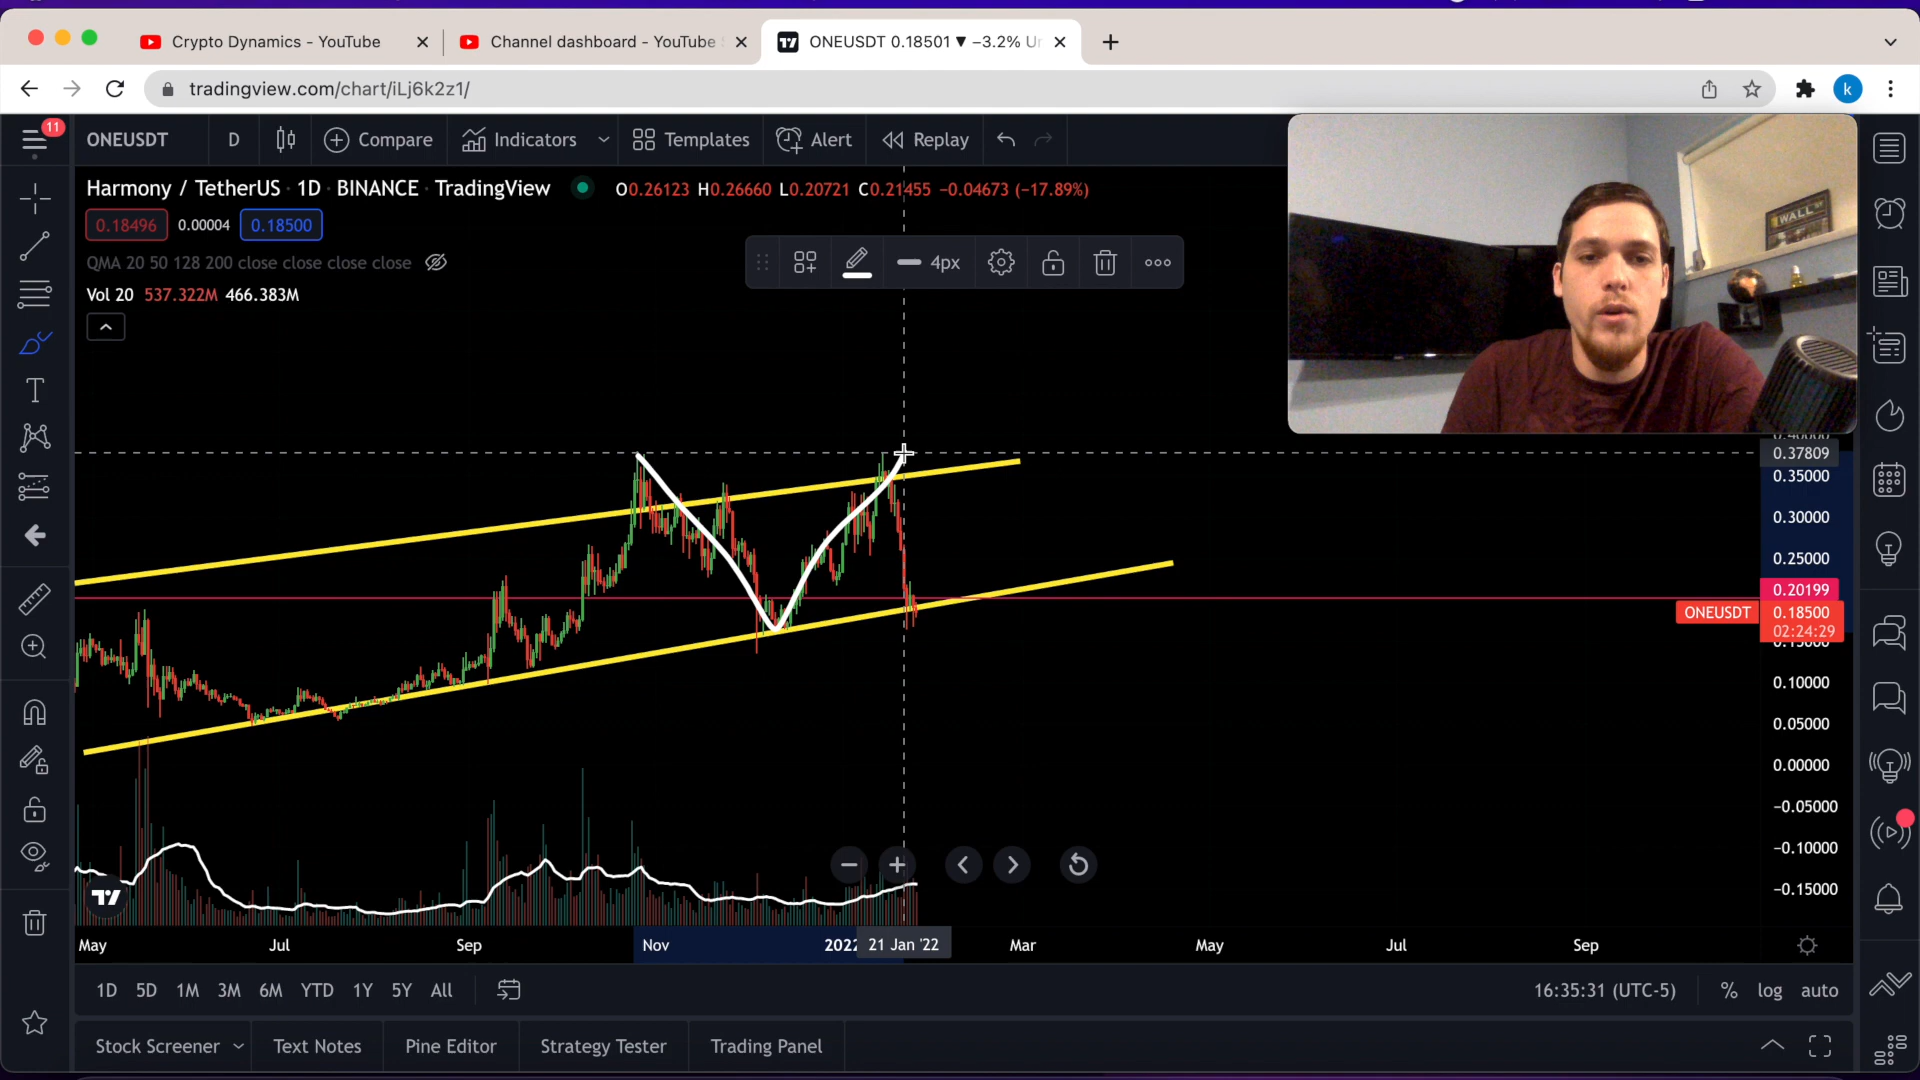 Crypto Dynamics - YouTube
Channel dashboard - YouTube
ONEUSDT 0.18501 ▼ −3.2% Un
tradingview.com/chart/iLj6k2z1/
k
11
ONEUSDT
D
Compare
Indicators
Templates
Alert
Replay
Harmony / TetherUS · 1D · BINANCE · TradingView
O0.26123 H0.26660 L0.20721 C0.21455 −0.04673 (−17.89%)
0.18496
0.00004
0.18500
QMA 20 50 128 200 close close close close
4px
Vol 20 537.322M 466.383M
WALL
0.37809
0.35000
0.30000
0.25000
0.20199
ONEUSDT
0.18500
02:24:29
0.15000
0.10000
0.05000
0.00000
−0.05000
−0.10000
−0.15000
May
Jul
Sep
Nov
2022
21 Jan '22
Mar
May
Jul
Sep
1D
5D
1M
3M
6M
YTD
1Y
5Y
All
16:35:31 (UTC-5)
%
log
auto
Stock Screener
Text Notes
Pine Editor
Strategy Tester
Trading Panel